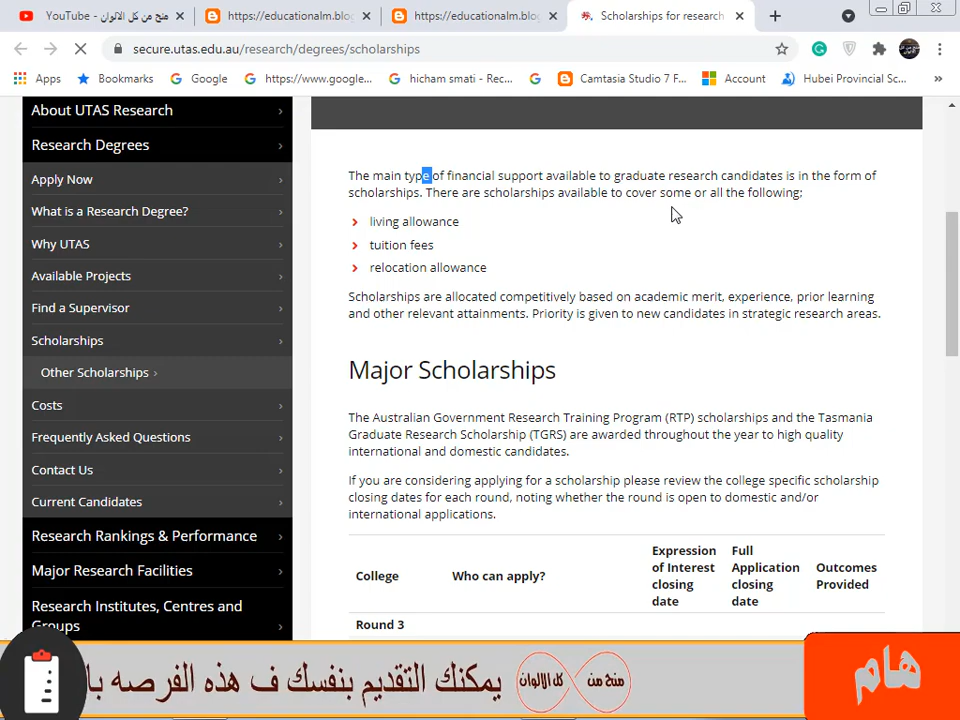 YouTube - منح من كل الالوان
https://educationalm.blog
https://educationalm.blog
Scholarships for research
secure.utas.edu.au/research/degrees/scholarships
Apps
Bookmarks
Google
https://www.google...
hicham smati - Rec...
Camtasia Studio 7 F...
Account
Hubei Provincial Sc...
»
About UTAS Research
Research Degrees
Apply Now
What is a Research Degree?
Why UTAS
Available Projects
Find a Supervisor
Scholarships
Other Scholarships
Costs
Frequently Asked Questions
Contact Us
Current Candidates
Research Rankings & Performance
Major Research Facilities
Research Institutes, Centres and
Groups
The main type of financial support available to graduate research candidates is in the form of
scholarships. There are scholarships available to cover some or all the following;
living allowance
tuition fees
relocation allowance
Scholarships are allocated competitively based on academic merit, experience, prior learning
and other relevant attainments. Priority is given to new candidates in strategic research areas.
Major Scholarships
The Australian Government Research Training Program (RTP) scholarships and the Tasmania
Graduate Research Scholarship (TGRS) are awarded throughout the year to high quality
international and domestic candidates.
If you are considering applying for a scholarship please review the college specific scholarship
closing dates for each round, noting whether the round is open to domestic and/or
international applications.
College
Who can apply?
Expression
of Interest
closing
date
Full
Application
closing
date
Outcomes
Provided
Round 3
هام
منح من كل الالوان
يمكنك التقديم بنفسك ف هذه الفرصه با